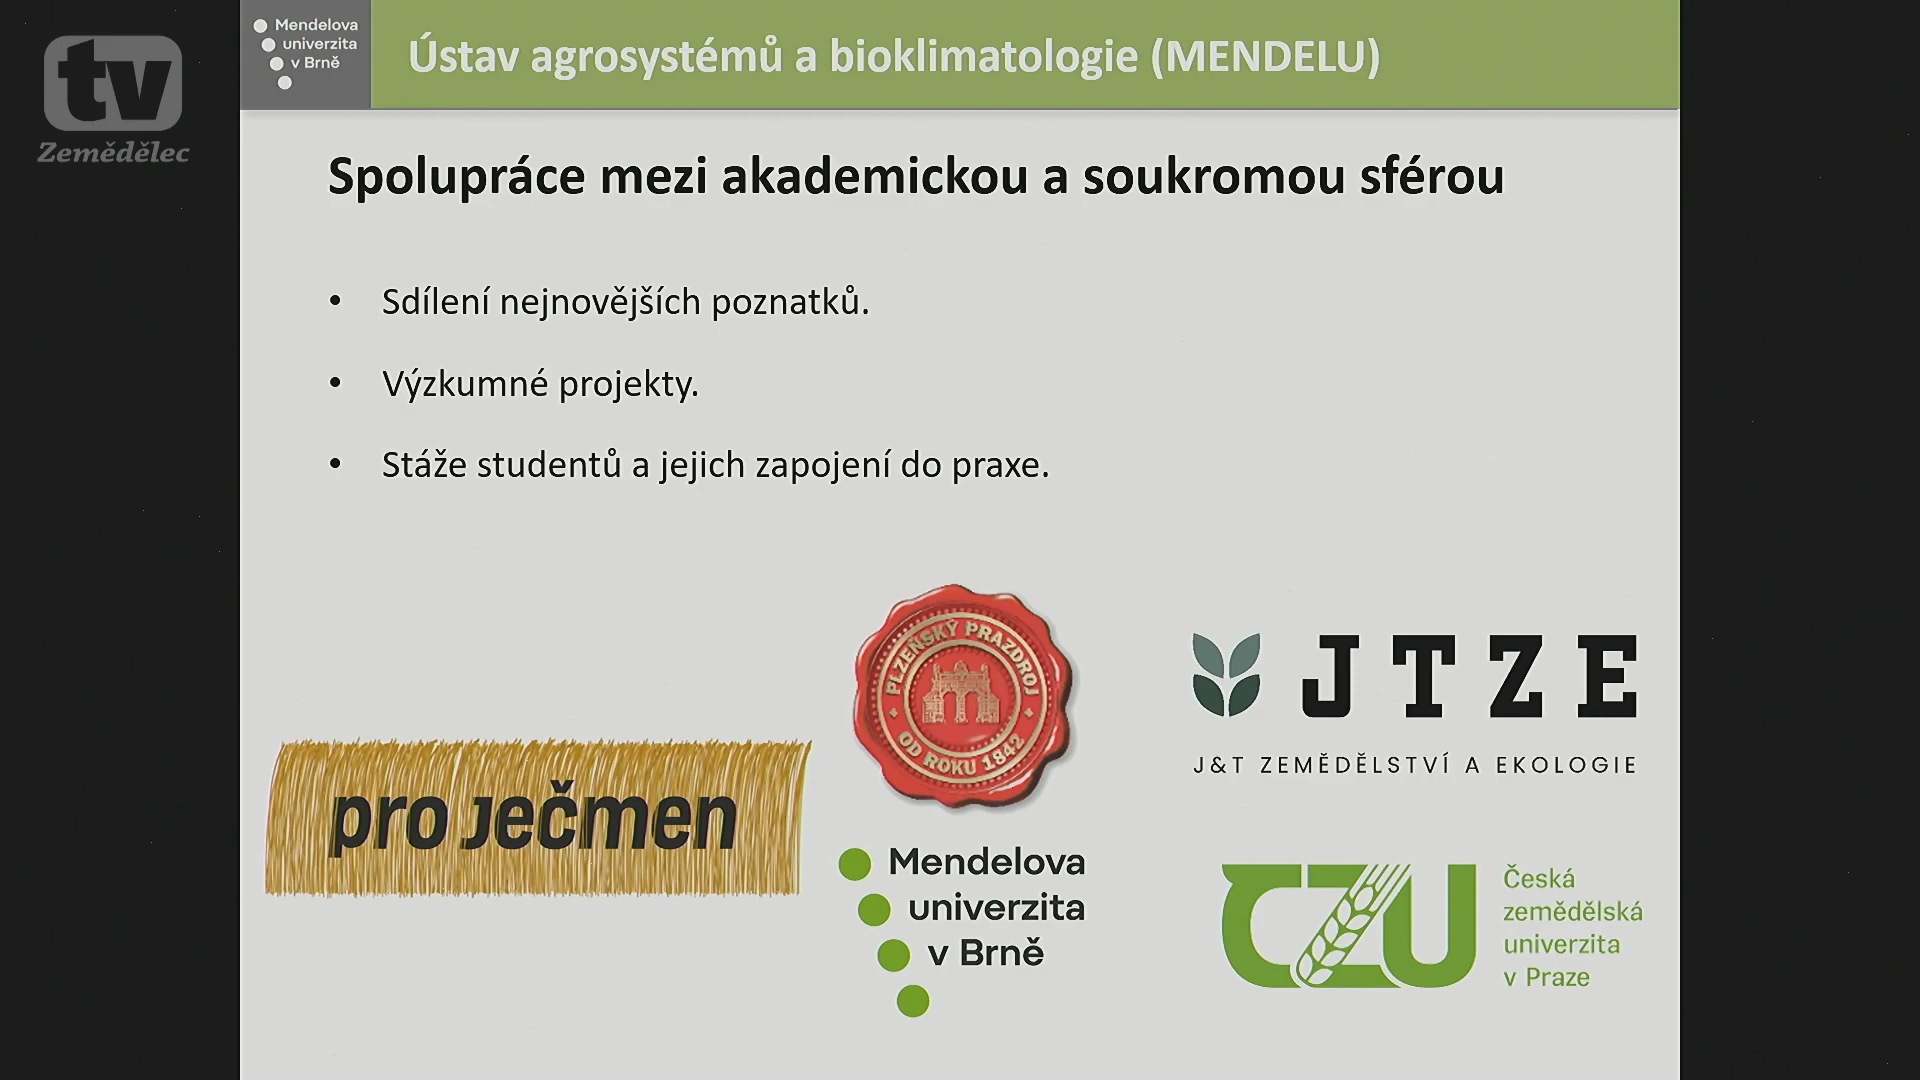 tv
Zemědělec
Mendelova
univerzita
v Brně
Ústav agrosystémů a bioklimatologie (MENDELU)
Spolupráce mezi akademickou a soukromou sférou
• Sdílení nejnovějších poznatků.
• Výzkumné projekty.
• Stáže studentů a jejich zapojení do praxe.
PLZEŇSKÝ PRAZDROJ
OD ROKU 1842
JTZE
J&T ZEMĚDĚLSTVÍ A EKOLOGIE
pro ječmen
Mendelova
univerzita
v Brně
ČZU
Česká
zemědělská
univerzita
v Praze